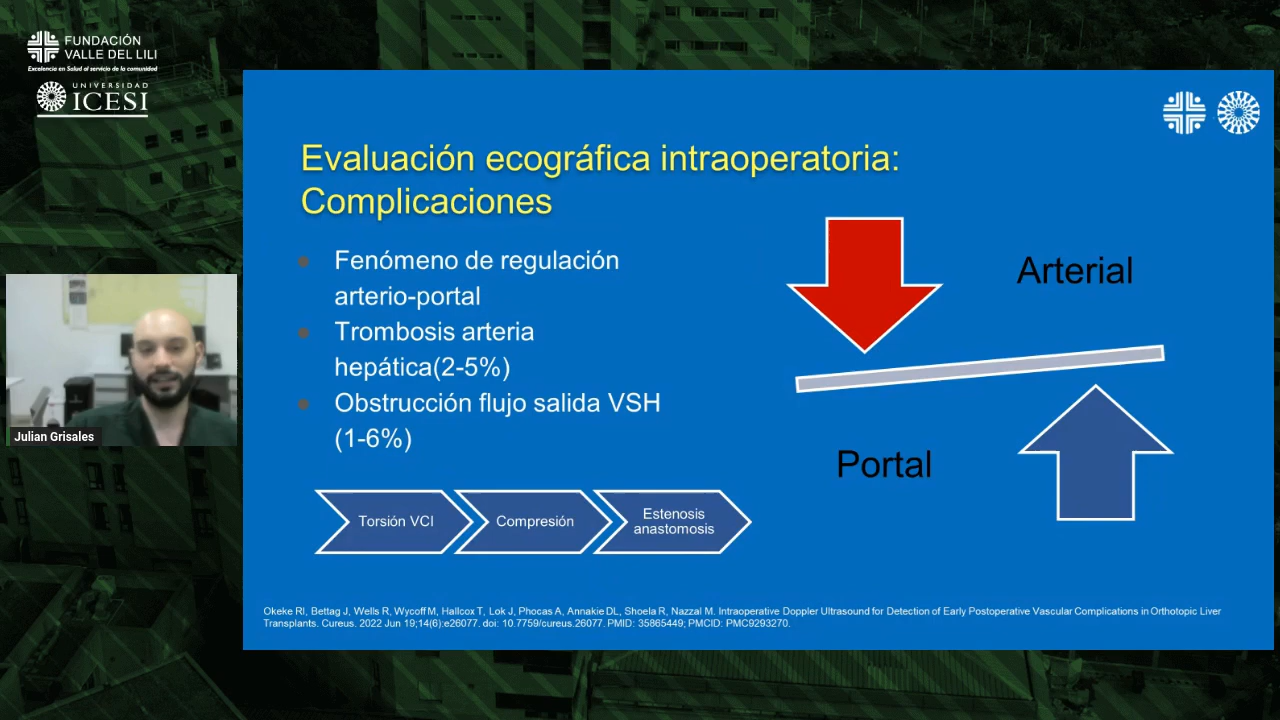 FUNDACIÓN
VALLE DEL LILI
Excelencia en Salud al servicio de la comunidad
UNIVERSIDAD
ICESI
Evaluación ecográfica intraoperatoria:
Complicaciones
Fenómeno de regulación
arterio-portal
Trombosis arteria
hepática(2-5%)
Obstrucción flujo salida VSH
(1-6%)
Arterial
Portal
Julian Grisales
Torsión VCI
Compresión
Estenosis
anastomosis
Okeke RI, Bettag J, Wells R, Wycoff M, Hallcox T, Lok J, Phocas A, Annakie DL, Shoela R, Nazzal M. Intraoperative Doppler Ultrasound for Detection of Early Postoperative Vascular Complications in Orthotopic Liver
Transplants. Cureus. 2022 Jun 19;14(6):e26077. doi: 10.7759/cureus.26077. PMID: 35865449; PMCID: PMC9293270.